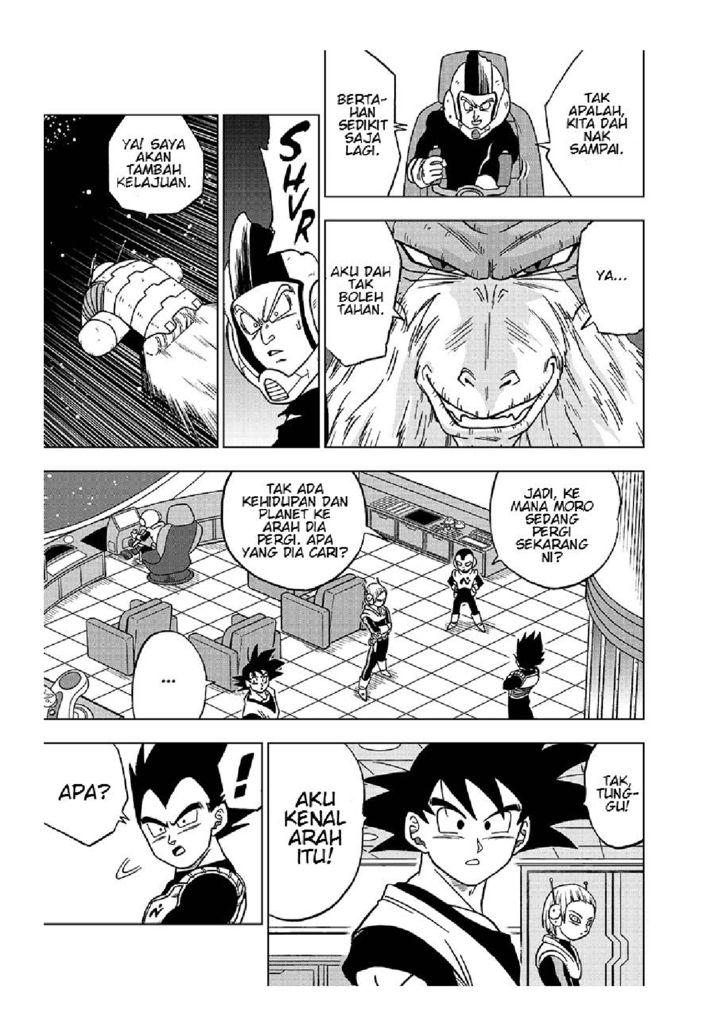 TAK
APALAH,
KITA DAH
NAK
SAMPAI.
BERTA-
HAN
SEDIKIT
SAJA
LAGI.
YA...
AKU DAH
TAK
BOLEH
TAHAN.
SHVR
YA! SAYA
AKAN
TAMBAH
KELAJUAN.
JADI, KE
MANA MORO
SEDANG
PERGI
SEKARANG
NI?
TAK ADA
KEHIDUPAN DAN
PLANET KE
ARAH DIA
PERGI. APA
YANG DIA CARI?
...
TAK,
TUNG-
GU!
AKU
KENAL
ARAH
ITU!
!
APA?